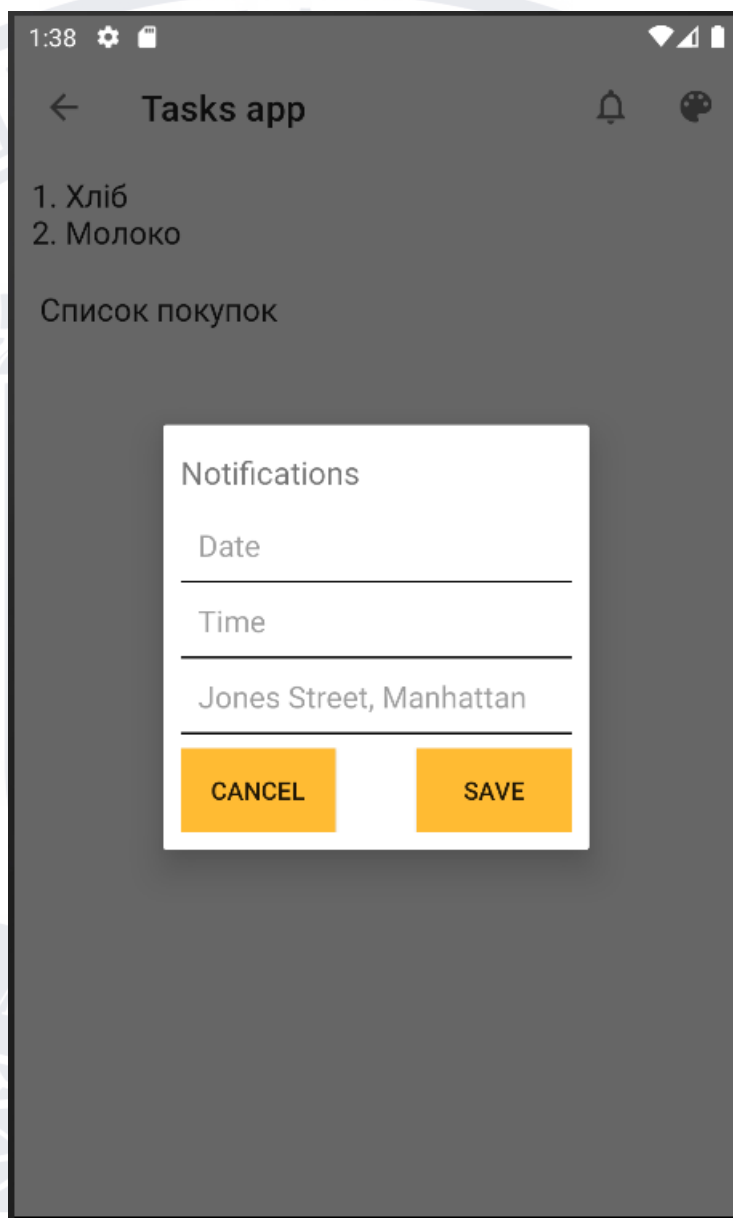 1:38
Tasks app
1. Хліб
2. Молоко
Список покупок
Notifications
Date
Time
Jones Street, Manhattan
CANCEL SAVE